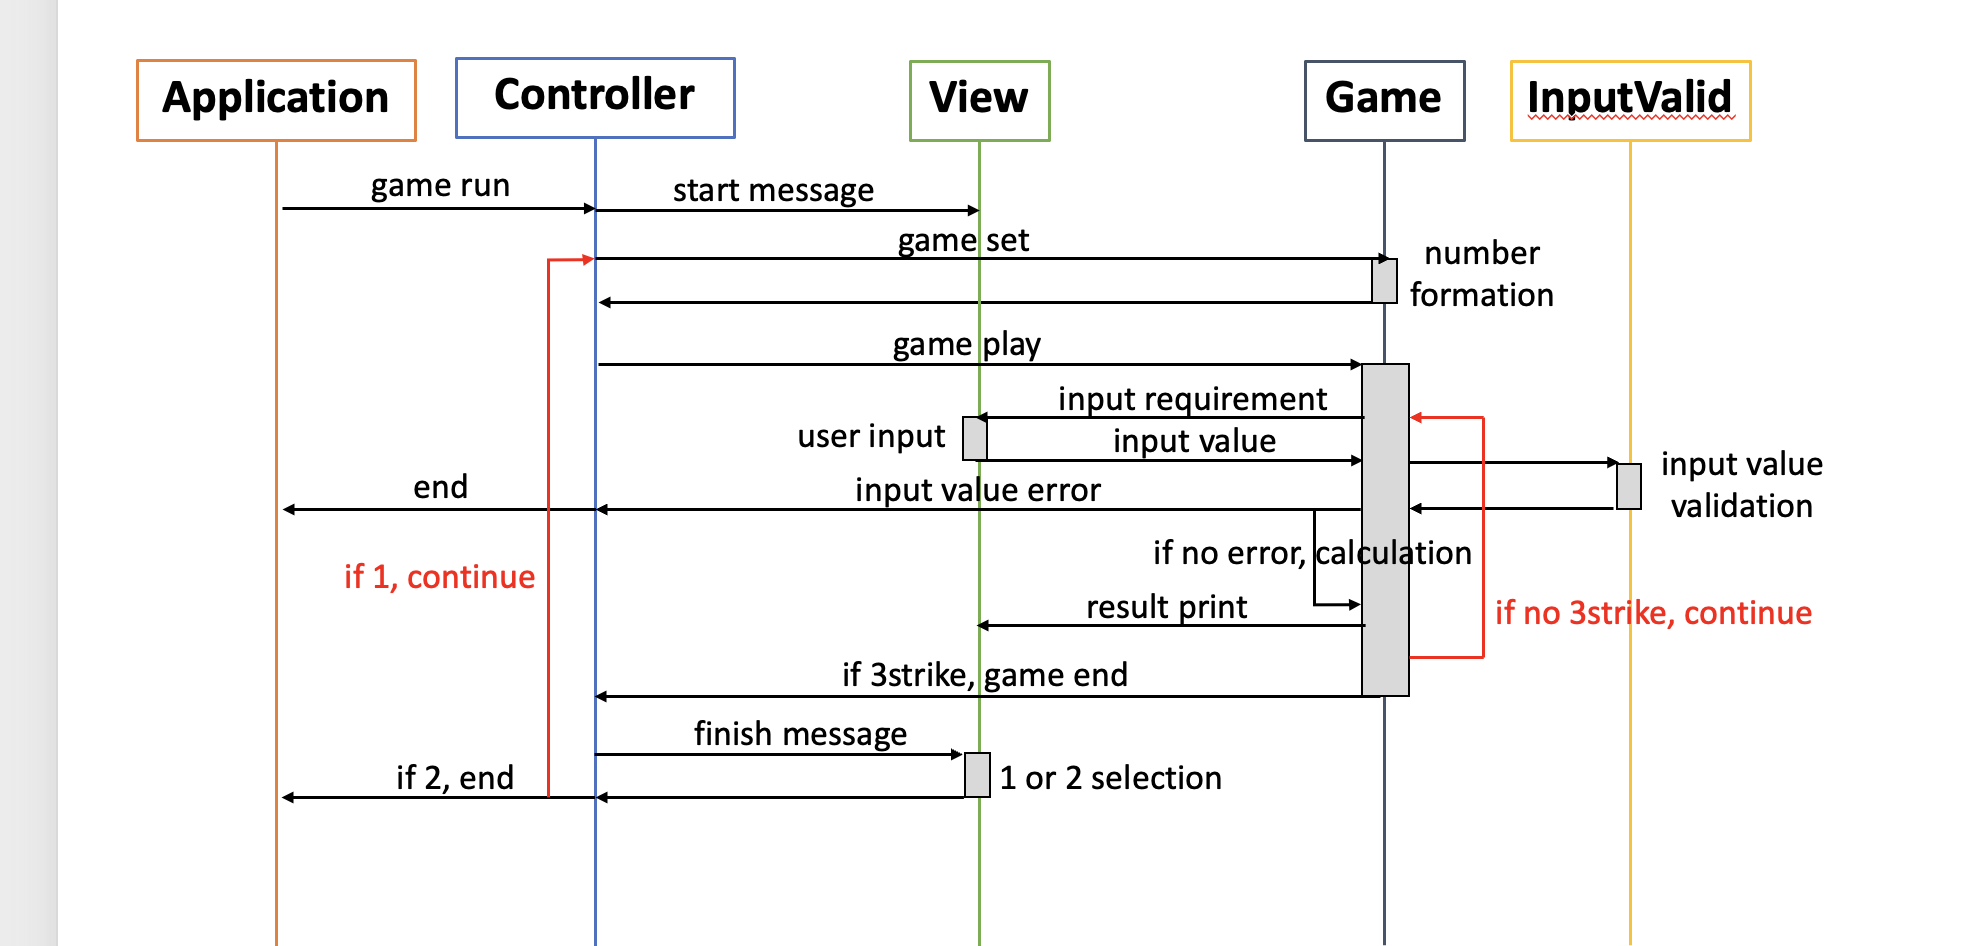 Application
Controller
View
Game
InputValid
game run
start message
game set
number
formation
game play
input requirement
user input
input value
input value
validation
end
input value error
if no error, calculation
if 1, continue
result print
if no 3strike, continue
if 3strike, game end
finish message
if 2, end
1 or 2 selection